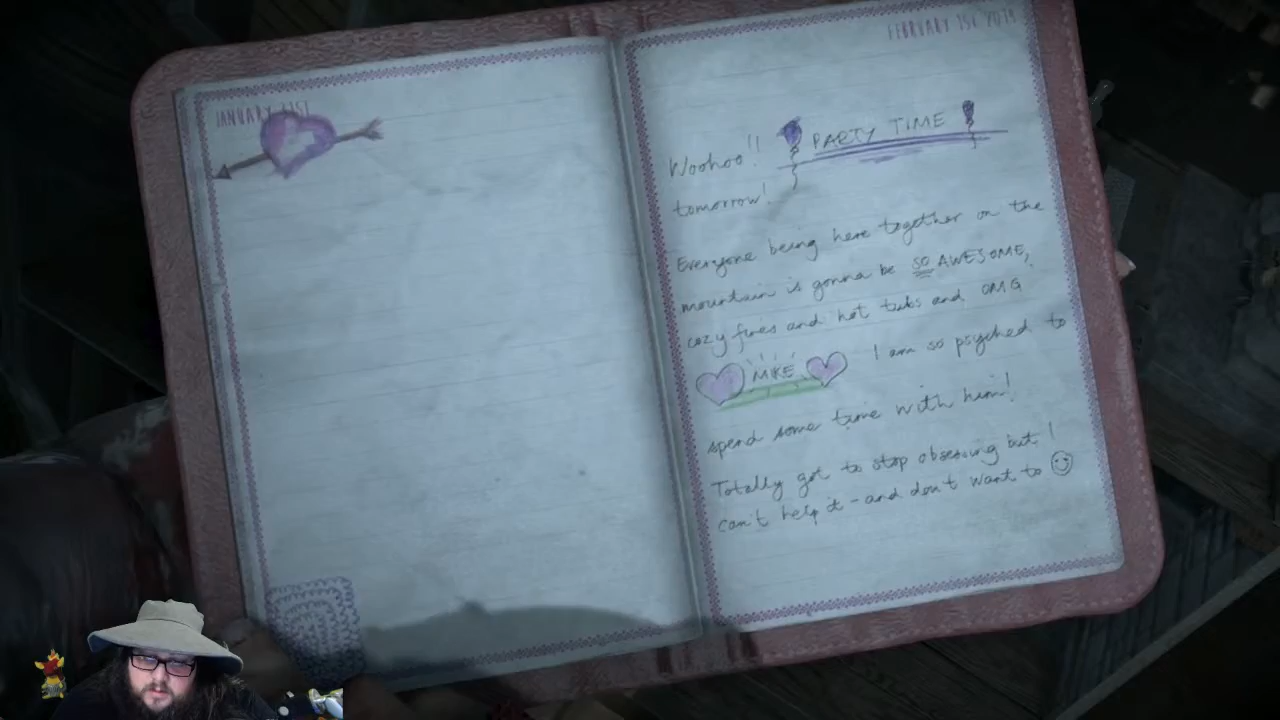 JANUARY 31ST
FEBRUARY 1ST 2014
Woohoo!! PARTY TIME
tomorrow!
Everyone being here together on the
mountain is gonna be SO AWESOME,
cozy fires and hot tubs and OMG
MIKE I am so psyched to
spend some time with him!
Totally got to stop obsessing but I
can't help it - and don't want to